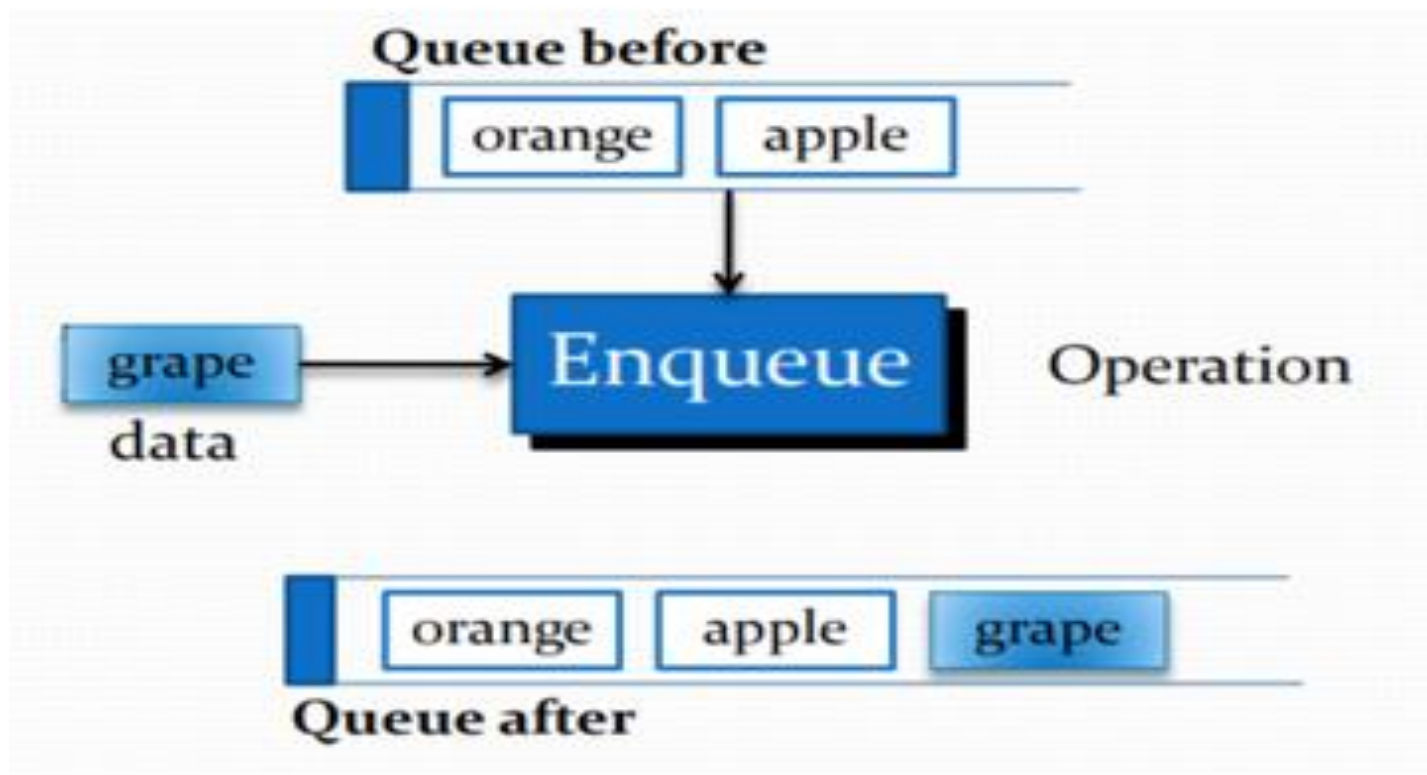 Queue before
orange apple
grape
Enqueue
Operation
data
orange apple grape
Queue after